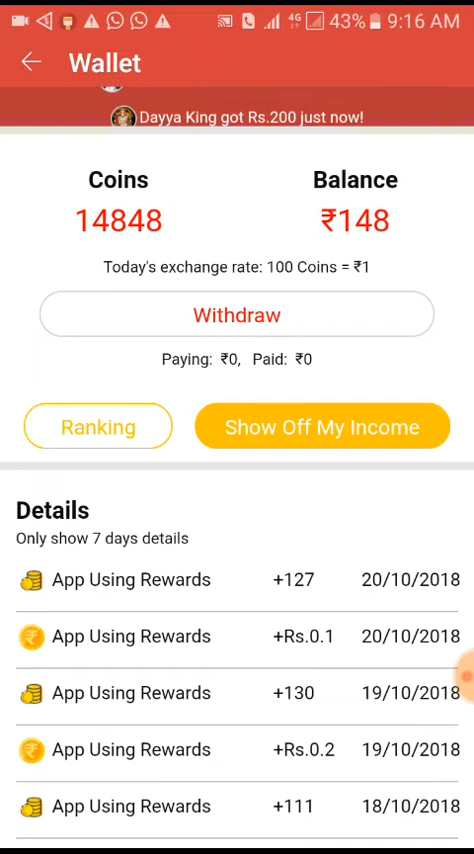 4G 43% 9:16 AM
Wallet
Dayya King got Rs.200 just now!
Coins Balance
14848 ₹148
Today's exchange rate: 100 Coins = ₹1
Withdraw
Paying: ₹0, Paid: ₹0
Ranking Show Off My Income
Details
Only show 7 days details
App Using Rewards +127 20/10/2018
App Using Rewards +Rs.0.1 20/10/2018
App Using Rewards +130 19/10/2018
App Using Rewards +Rs.0.2 19/10/2018
App Using Rewards +111 18/10/2018